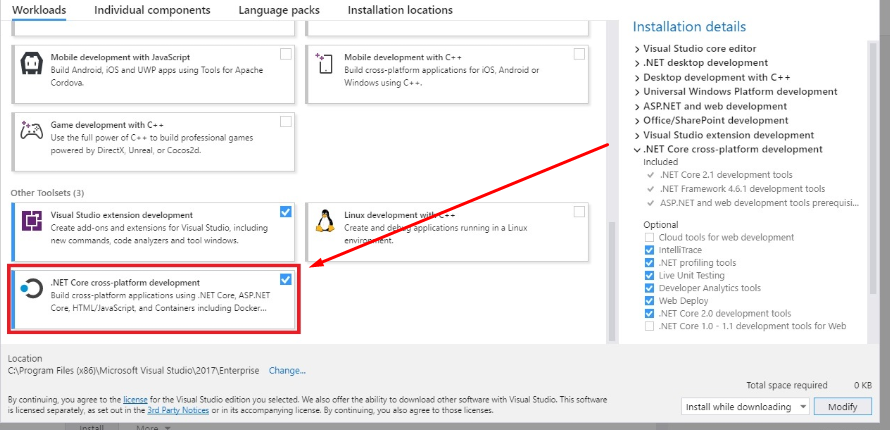 Workloads
Individual components
Language packs
Installation locations
Mobile development with JavaScript
Build Android, iOS and UWP apps using Tools for Apache
Cordova.
Mobile development with C++
Build cross-platform applications for iOS, Android or
Windows using C++.
Game development with C++
Use the full power of C++ to build professional games
powered by DirectX, Unreal, or Cocos2d.
Other Toolsets (3)
Visual Studio extension development
Create add-ons and extensions for Visual Studio, including
new commands, code analyzers and tool windows.
Linux development with C++
Create and debug applications running in a Linux
environment.
.NET Core cross-platform development
Build cross-platform applications using .NET Core, ASP.NET
Core, HTML/JavaScript, and Containers including Docker...
Installation details
Visual Studio core editor
.NET desktop development
Desktop development with C++
Universal Windows Platform development
ASP.NET and web development
Office/SharePoint development
Visual Studio extension development
.NET Core cross-platform development
Included
.NET Core 2.1 development tools
.NET Framework 4.6.1 development tools
ASP.NET and web development tools prerequisi...
Optional
Cloud tools for web development
IntelliTrace
.NET profiling tools
Live Unit Testing
Developer Analytics tools
Web Deploy
.NET Core 2.0 development tools
.NET Core 1.0 - 1.1 development tools for Web
Location
C:\Program Files (x86)\Microsoft Visual Studio\2017\Enterprise Change...
By continuing, you agree to the license for the Visual Studio edition you selected. We also offer the ability to download other software with Visual Studio. This software
is licensed separately, as set out in the 3rd Party Notices or in its accompanying license. By continuing, you also agree to those licenses.
Total space required 0 KB
Install while downloading
Modify
Install
More